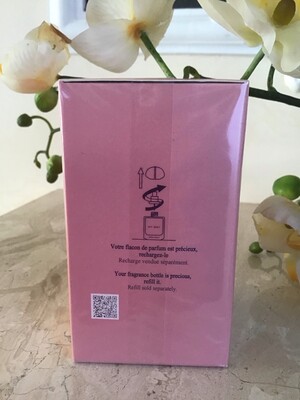 Votre flacon de parfum est précieux,
rechargez-le
Recharge vendue séparément.
Your fragrance bottle is precious,
refill it.
Refill sold separately.